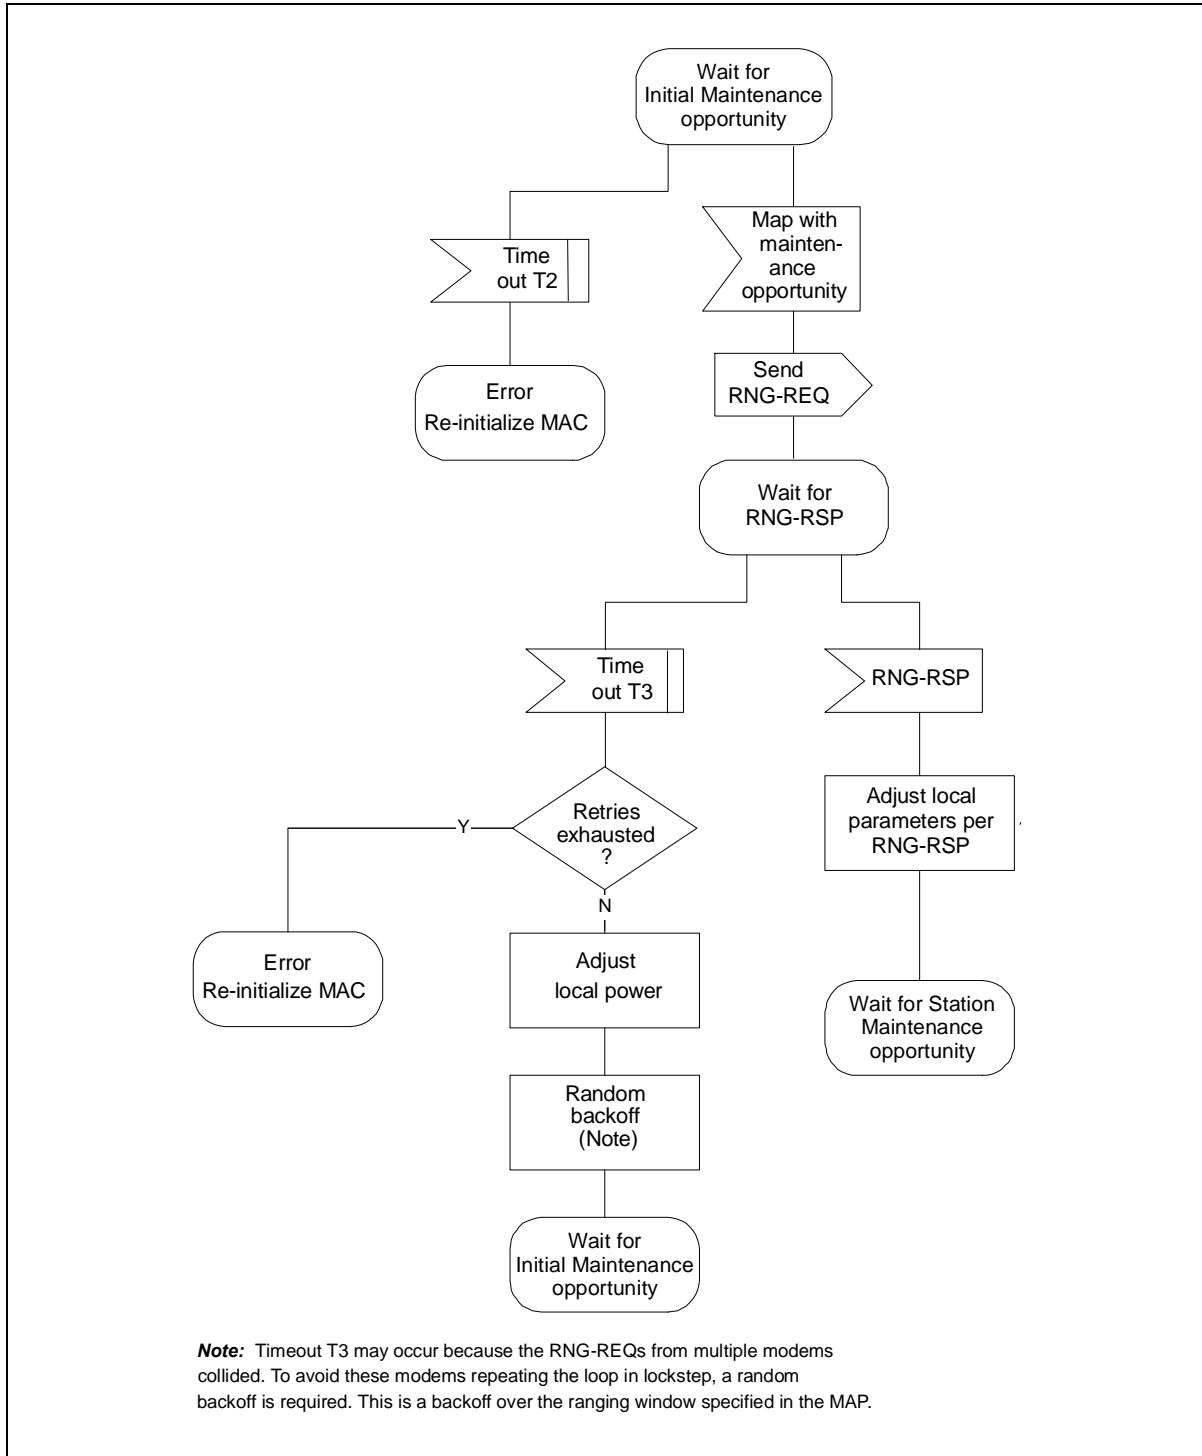 Wait for
Initial Maintenance
opportunity
Time
out T2
Map with
mainten-
ance
opportunity
Error
Re-initialize MAC
Send
RNG-REQ
Wait for
RNG-RSP
Time
out T3
RNG-RSP
Retries
exhausted
?
Y
N
Adjust local
parameters per
RNG-RSP
Error
Re-initialize MAC
Adjust
local power
Wait for Station
Maintenance
opportunity
Random
backoff
(Note)
Wait for
Initial Maintenance
opportunity
Note: Timeout T3 may occur because the RNG-REQs from multiple modems
collided. To avoid these modems repeating the loop in lockstep, a random
backoff is required. This is a backoff over the ranging window specified in the MAP.